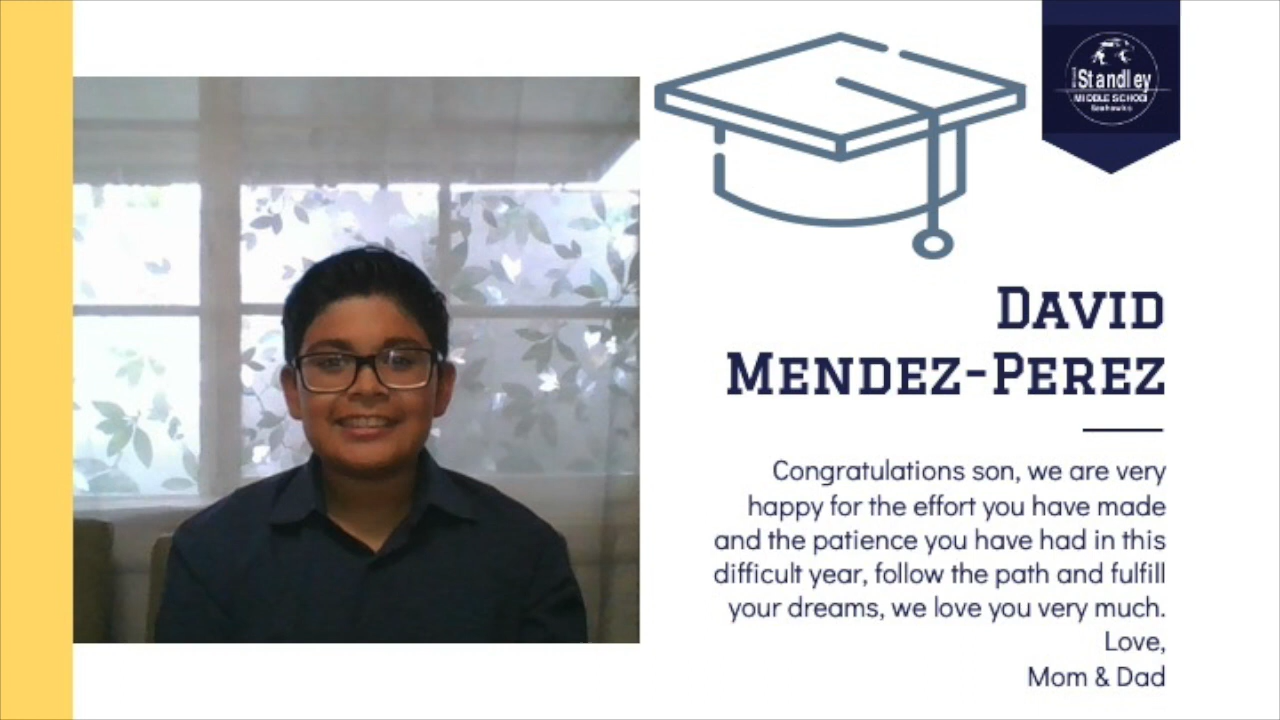 Standley
MIDDLE SCHOOL
Seahawks
DAVID
MENDEZ-PEREZ
Congratulations son, we are very
happy for the effort you have made
and the patience you have had in this
difficult year, follow the path and fulfill
your dreams, we love you very much.
Love,
Mom & Dad